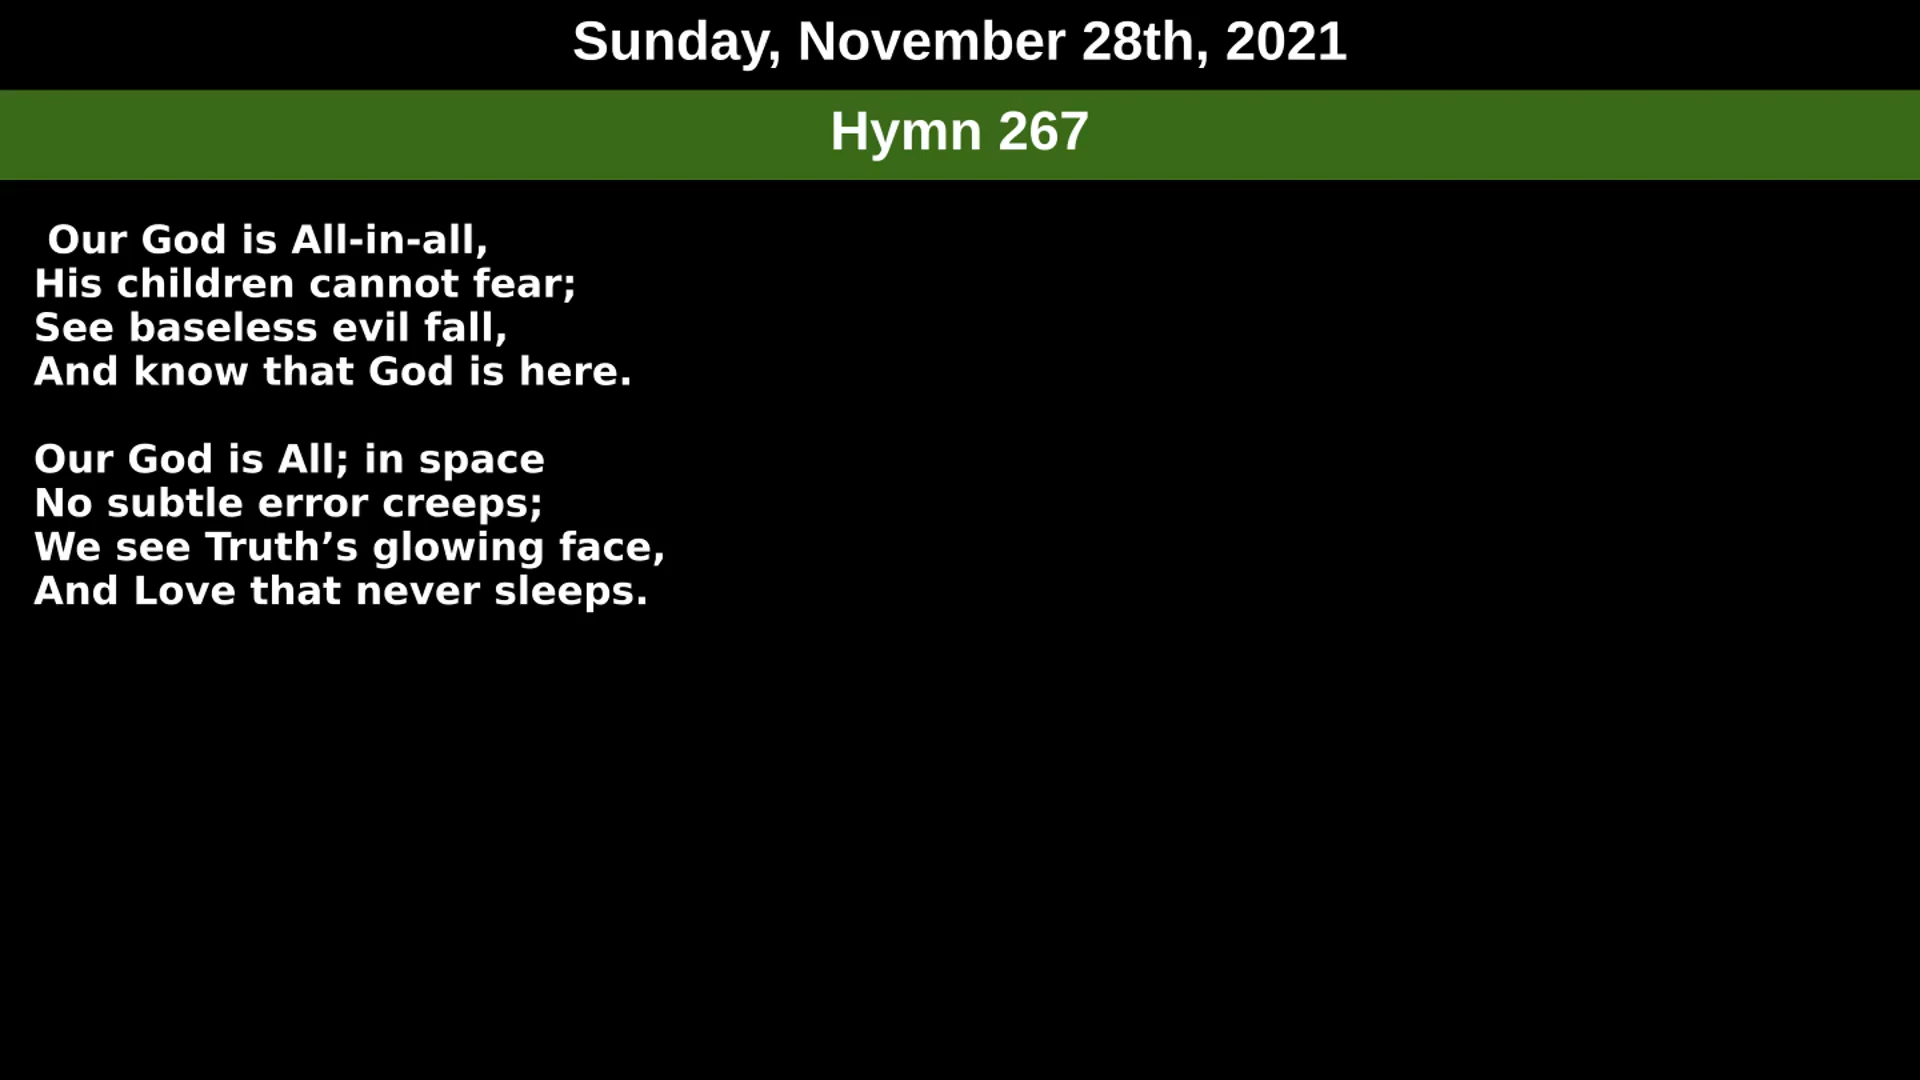 Sunday, November 28th, 2021
Hymn 267
Our God is All-in-all,
His children cannot fear;
See baseless evil fall,
And know that God is here.
Our God is All; in space
No subtle error creeps;
We see Truth’s glowing face,
And Love that never sleeps.